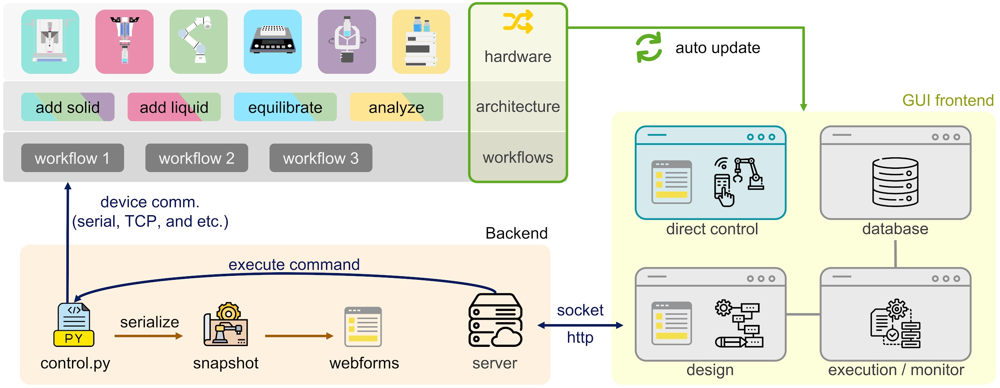 hardware
auto update
UR
add solid
add liquid
equilibrate
analyze
architecture
GUI frontend
workflow 1
workflow 2
workflow 3
workflows
device comm.
(serial, TCP, and etc.)
direct control
database
Backend
execute command
serialize
socket
http
PY
control.py
snapshot
webforms
server
design
execution / monitor